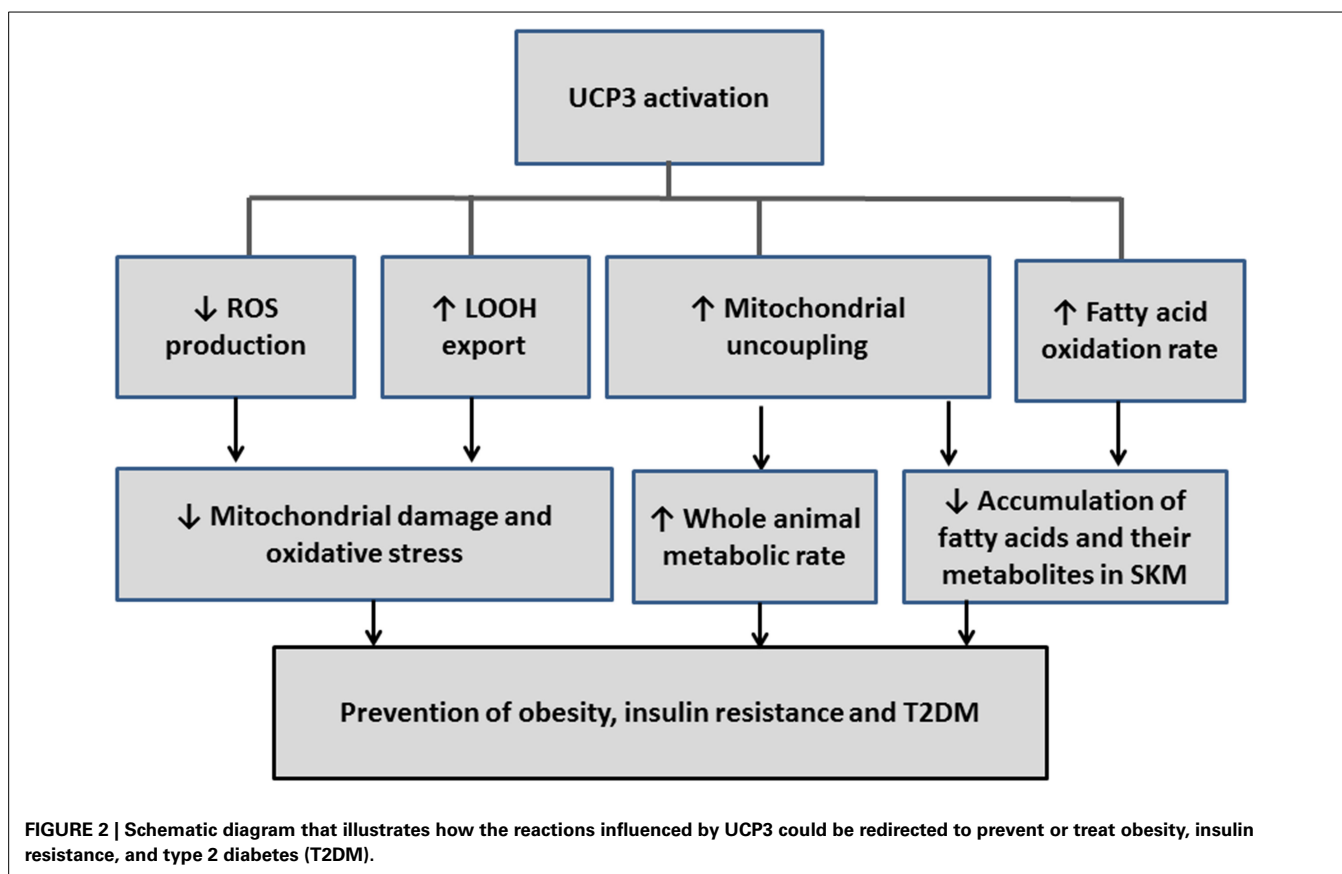 UCP3 activation
↓ ROS
production
↑ LOOH
export
↑ Mitochondrial
uncoupling
↑ Fatty acid
oxidation rate
↓ Mitochondrial damage and
oxidative stress
↑ Whole animal
metabolic rate
↓ Accumulation of
fatty acids and their
metabolites in SKM
Prevention of obesity, insulin resistance and T2DM
FIGURE 2 | Schematic diagram that illustrates how the reactions influenced by UCP3 could be redirected to prevent or treat obesity, insulin
resistance, and type 2 diabetes (T2DM).